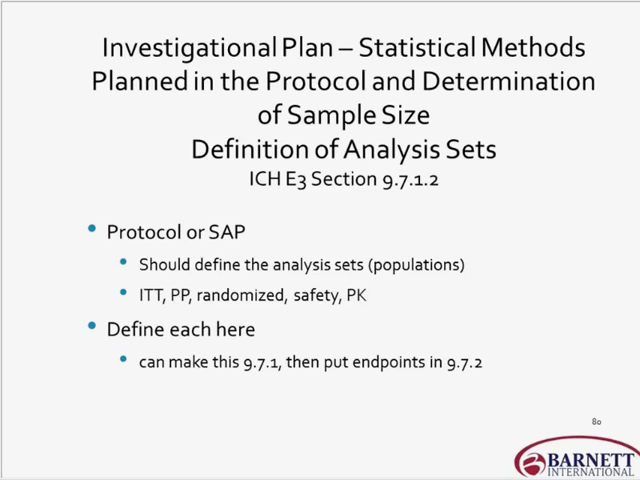 Investigational Plan – Statistical Methods
Planned in the Protocol and Determination
of Sample Size
Definition of Analysis Sets
ICH E3 Section 9.7.1.2
• Protocol or SAP
• Should define the analysis sets (populations)
• ITT, PP, randomized, safety, PK
• Define each here
• can make this 9.7.1, then put endpoints in 9.7.2
80
BARNETT
INTERNATIONAL